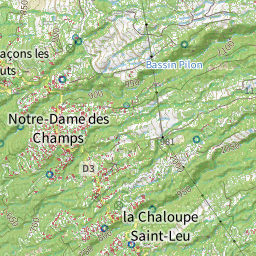 açons les
uts
Bassin Pilon
Notre-Dame des
Champs
D3
la Chaloupe
Saint-Leu